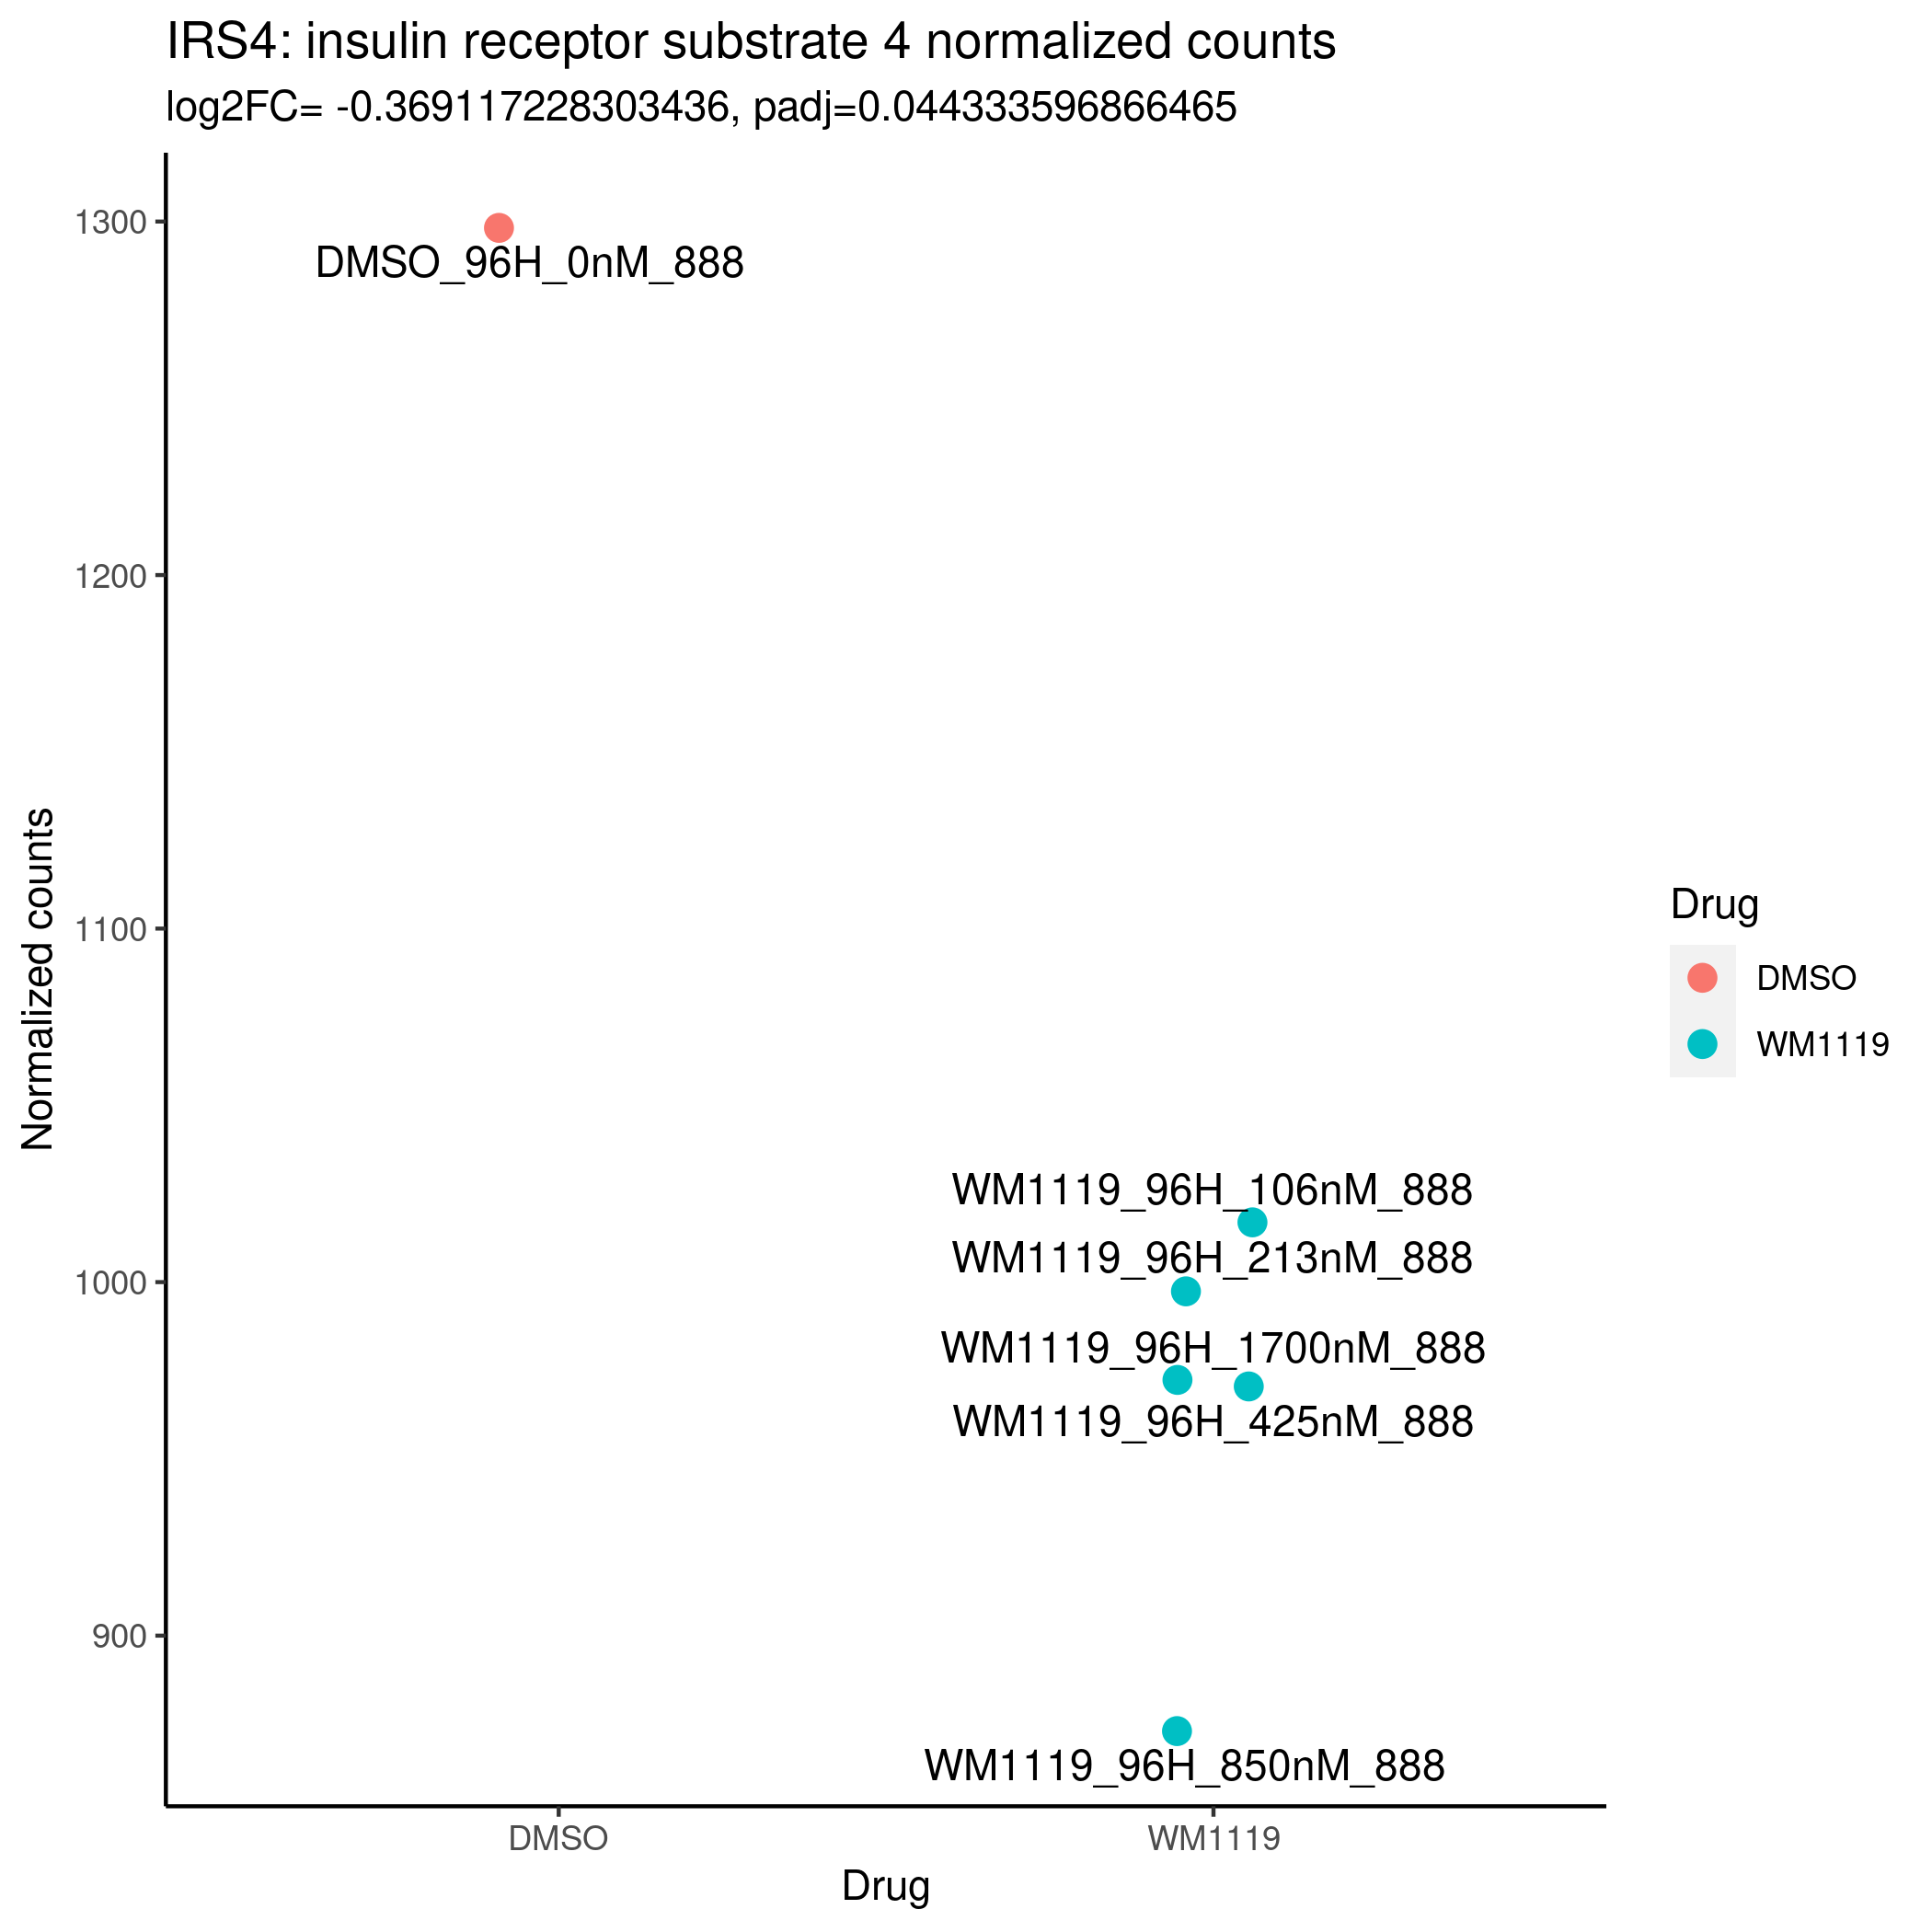 IRS4: insulin receptor substrate 4 normalized counts
log2FC= -0.369117228303436, padj=0.044333596866465
1300
DMSO_96H_0nM_888
1200
1100
Normalized counts
Drug
DMSO
WM1119
WM1119_96H_106nM_888
WM1119_96H_213nM_888
1000
WM1119_96H_1700nM_888
WM1119_96H_425nM_888
900
WM1119_96H_850nM_888
DMSO
WM1119
Drug